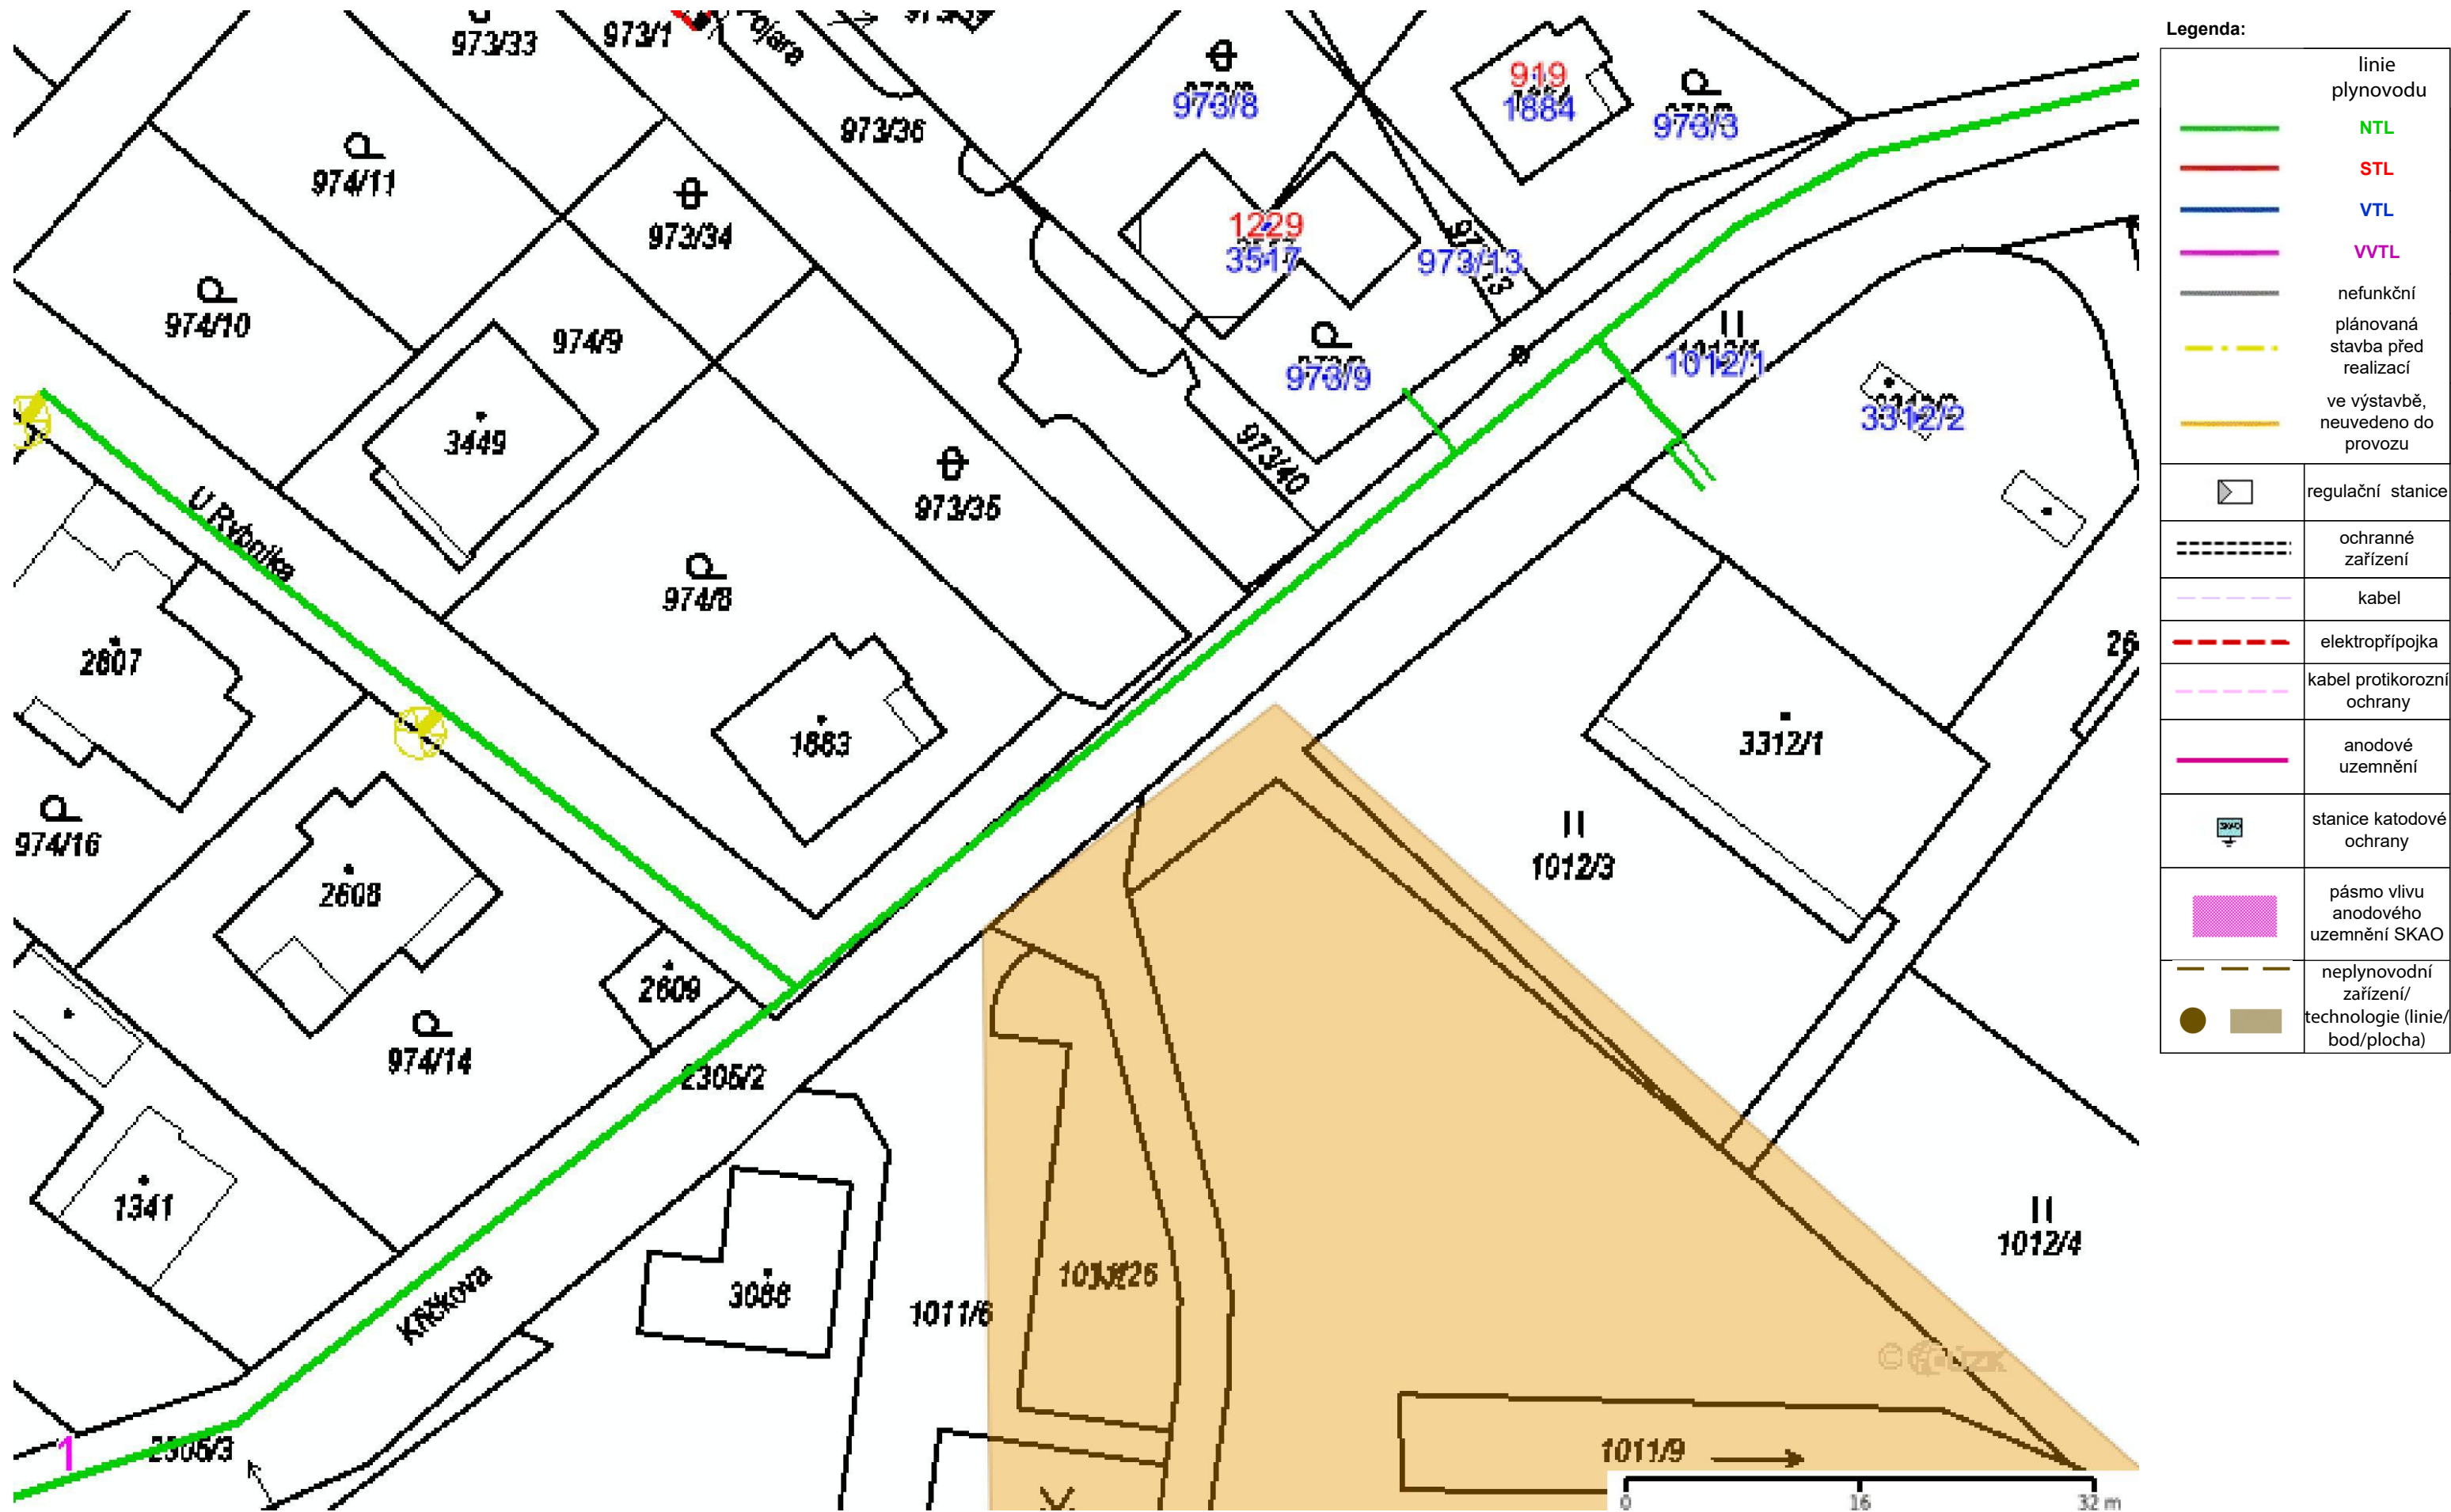 973/33
973/1
973/36
973/8
919
1884
973/3
974/11
973/34
1229
3517
973/13
974/10
974/9
973/9
1012/1
3312/2
3449
973/40
973/35
U Rybníka
974/8
2607
26
1663
3312/1
974/16
2608
1012/3
2609
974/14
2305/2
1341
3088
1011/6
1012/4
Křičkova
1
2305/3
1011/9
0 16 32 m
Legenda:
linie
plynovodu
NTL
STL
VTL
VVTL
nefunkční
plánovaná
stavba před
realizací
ve výstavbě,
neuvedeno do
provozu
regulační stanice
ochranné
zařízení
kabel
elektropřípojka
kabel protikorozní
ochrany
anodové
uzemnění
SKAO
stanice katodové
ochrany
pásmo vlivu
anodového
uzemnění SKAO
neplynovodní
zařízení/
technologie (linie/
bod/plocha)